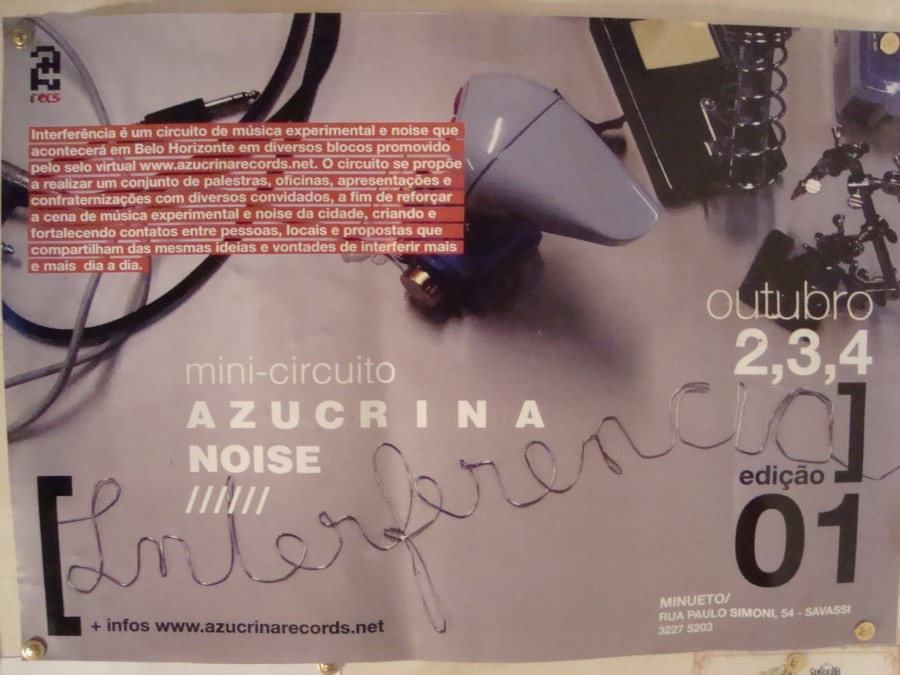 recs
Interferência é um circuito de música experimental e noise que
acontecerá em Belo Horizonte em diversos blocos promovido
pelo selo virtual www.azucrinarecords.net. O circuito se propõe
a realizar um conjunto de palestras, oficinas, apresentações e
confraternizações com diversos convidados, a fim de reforçar
a cena de música experimental e noise da cidade, criando e
fortalecendo contatos entre pessoas, locais e propostas que
compartilham das mesmas ideias e vontades de interferir mais
e mais dia a dia.
outubro
2,3,4
mini-circuito
AZUCRINA
NOISE
//////
[Interferencia]
edição
01
MINUETO/
RUA PAULO SIMONI, 54 - SAVASSI
3227 5203
+ infos www.azucrinarecords.net